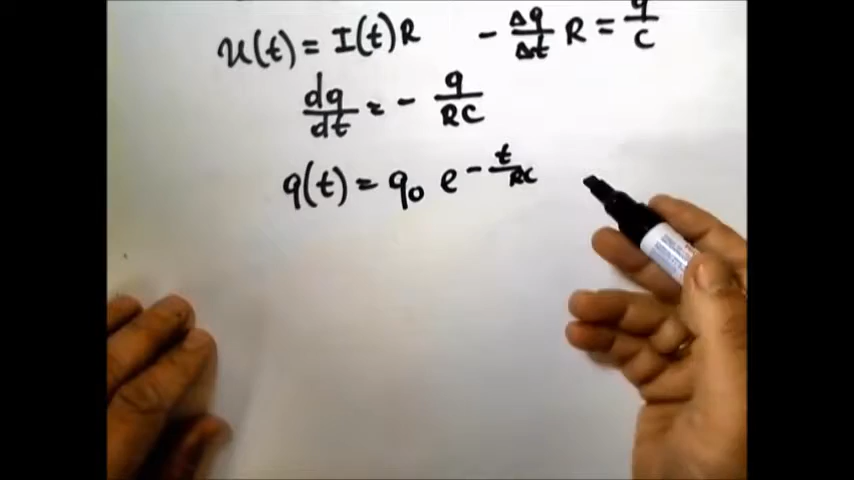 u(t) = I(t)R - Δq/Δt R = q/C
dq/dt = - q/RC
q(t) = q₀ e^(-t/RC)